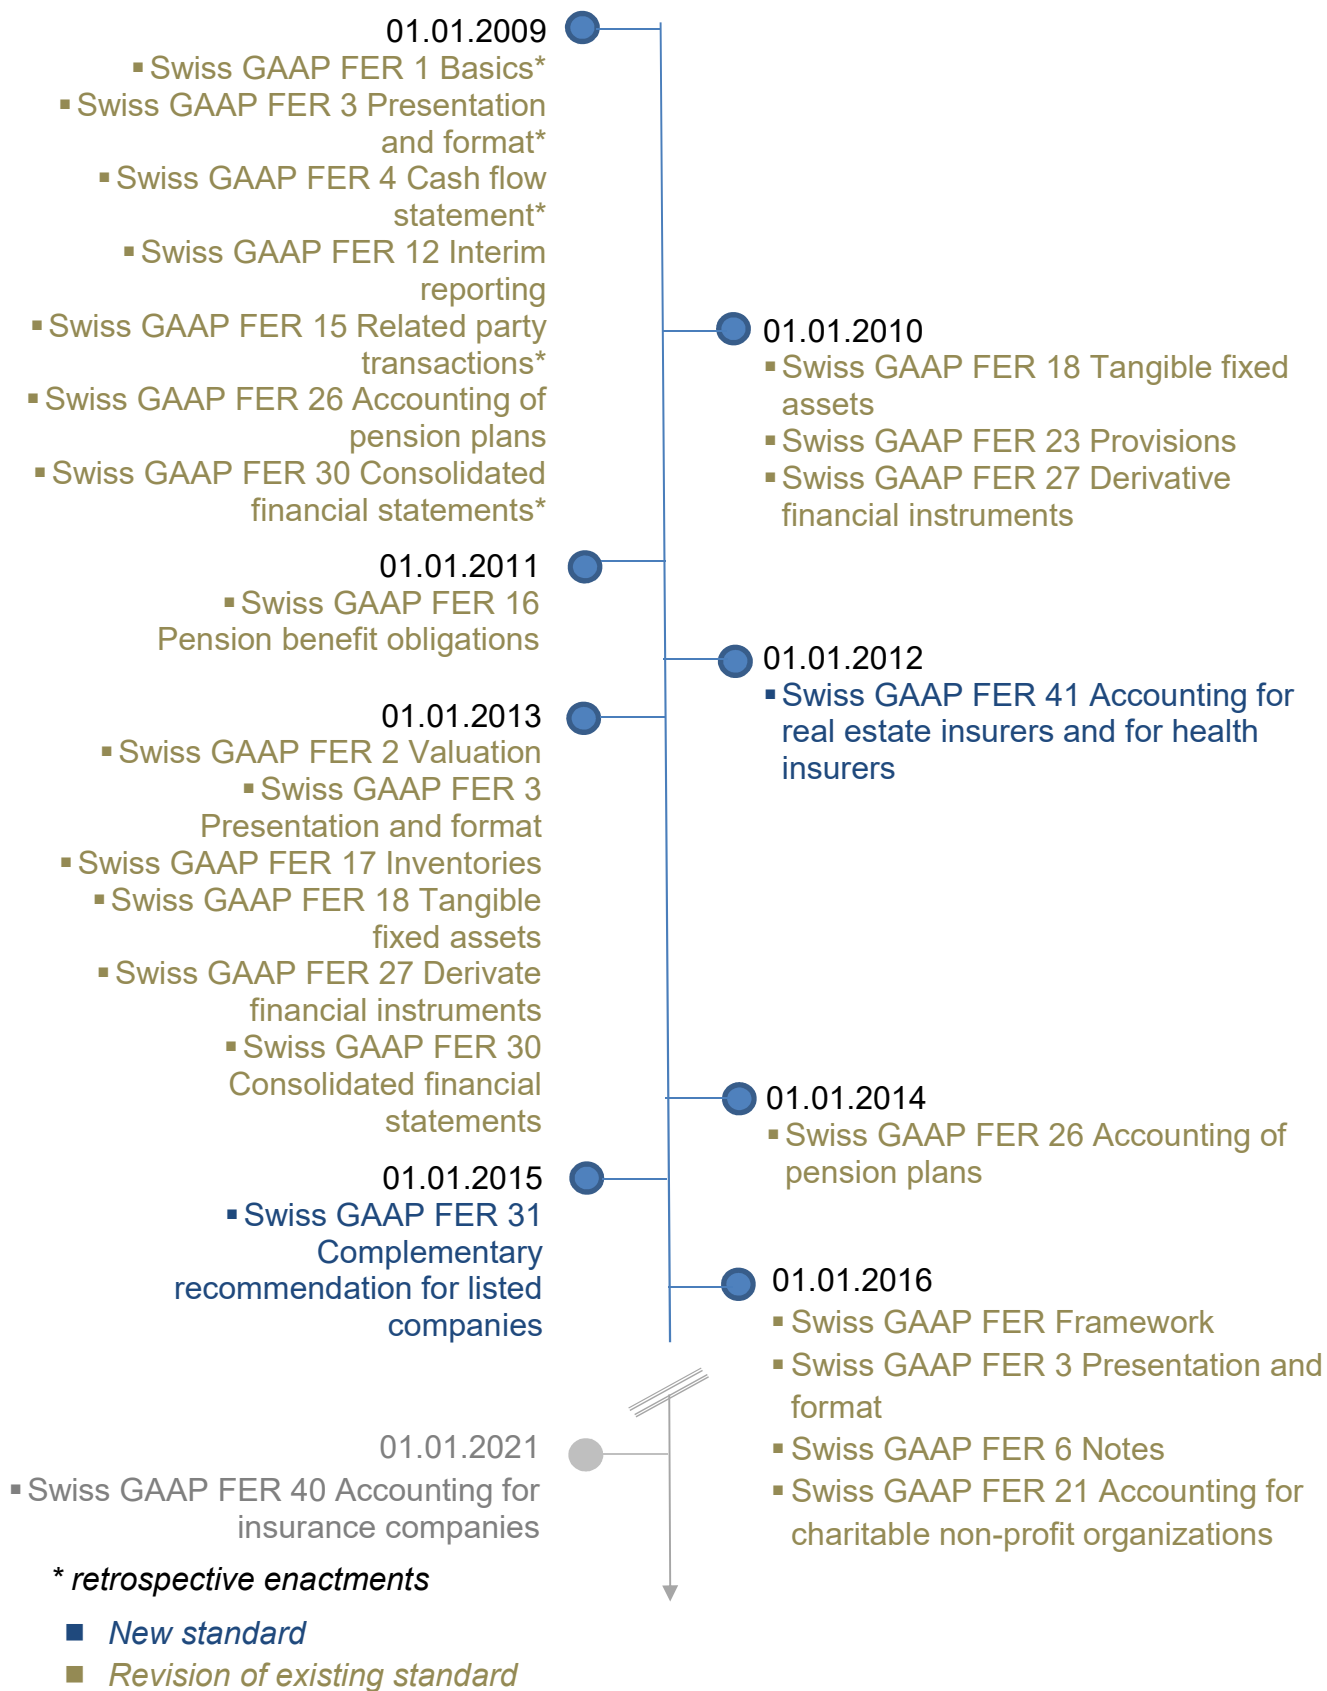 01.01.2009
▪ Swiss GAAP FER 1 Basics*
▪ Swiss GAAP FER 3 Presentation
and format*
▪ Swiss GAAP FER 4 Cash flow
statement*
▪ Swiss GAAP FER 12 Interim
reporting
▪ Swiss GAAP FER 15 Related party
transactions*
▪ Swiss GAAP FER 26 Accounting of
pension plans
▪ Swiss GAAP FER 30 Consolidated
financial statements*
01.01.2010
▪ Swiss GAAP FER 18 Tangible fixed
assets
▪ Swiss GAAP FER 23 Provisions
▪ Swiss GAAP FER 27 Derivative
financial instruments
01.01.2011
▪ Swiss GAAP FER 16
Pension benefit obligations
01.01.2012
▪ Swiss GAAP FER 41 Accounting for
real estate insurers and for health
insurers
01.01.2013
▪ Swiss GAAP FER 2 Valuation
▪ Swiss GAAP FER 3
Presentation and format
▪ Swiss GAAP FER 17 Inventories
▪ Swiss GAAP FER 18 Tangible
fixed assets
▪ Swiss GAAP FER 27 Derivate
financial instruments
▪ Swiss GAAP FER 30
Consolidated financial
statements
01.01.2014
▪ Swiss GAAP FER 26 Accounting of
pension plans
01.01.2015
▪ Swiss GAAP FER 31
Complementary
recommendation for listed
companies
01.01.2016
▪ Swiss GAAP FER Framework
▪ Swiss GAAP FER 3 Presentation and
format
▪ Swiss GAAP FER 6 Notes
▪ Swiss GAAP FER 21 Accounting for
charitable non-profit organizations
01.01.2021
▪ Swiss GAAP FER 40 Accounting for
insurance companies
* retrospective enactments
■ New standard
■ Revision of existing standard